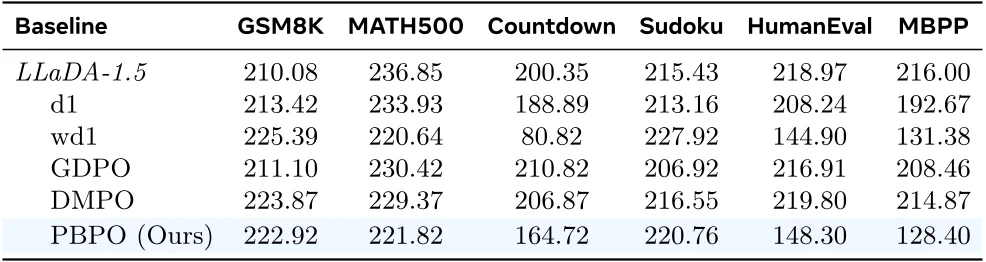 Baseline GSM8K MATH500 Countdown Sudoku HumanEval MBPP
LLaDA-1.5 210.08 236.85 200.35 215.43 218.97 216.00
d1 213.42 233.93 188.89 213.16 208.24 192.67
wd1 225.39 220.64 80.82 227.92 144.90 131.38
GDPO 211.10 230.42 210.82 206.92 216.91 208.46
DMPO 223.87 229.37 206.87 216.55 219.80 214.87
PBPO (Ours) 222.92 221.82 164.72 220.76 148.30 128.40